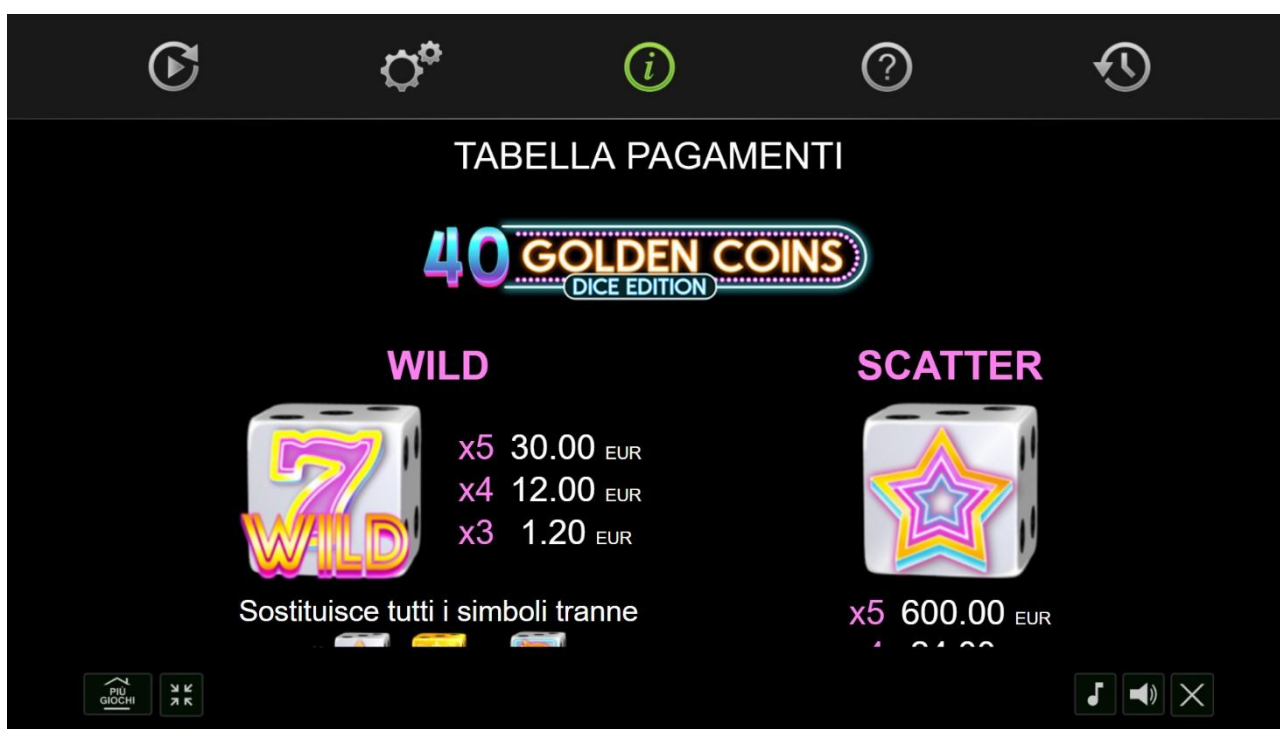 TABELLA PAGAMENTI
40 GOLDEN COINS
DICE EDITION
WILD
7 WILD
x5 30.00 EUR
x4 12.00 EUR
x3 1.20 EUR
Sostituisce tutti i simboli tranne
SCATTER
x5 600.00 EUR
PIÙ
GIOCHI